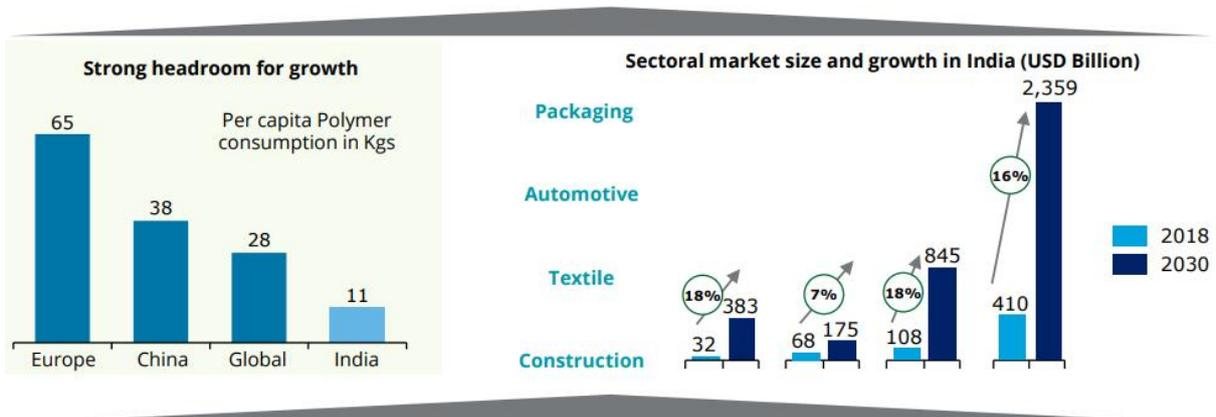 Strong headroom for growth
Per capita Polymer
consumption in Kgs
65
38
28
11
Europe
China
Global
India
Sectoral market size and growth in India (USD Billion)
Packaging
Automotive
Textile
Construction
18%
32
383
7%
68
175
18%
108
845
16%
410
2,359
2018
2030